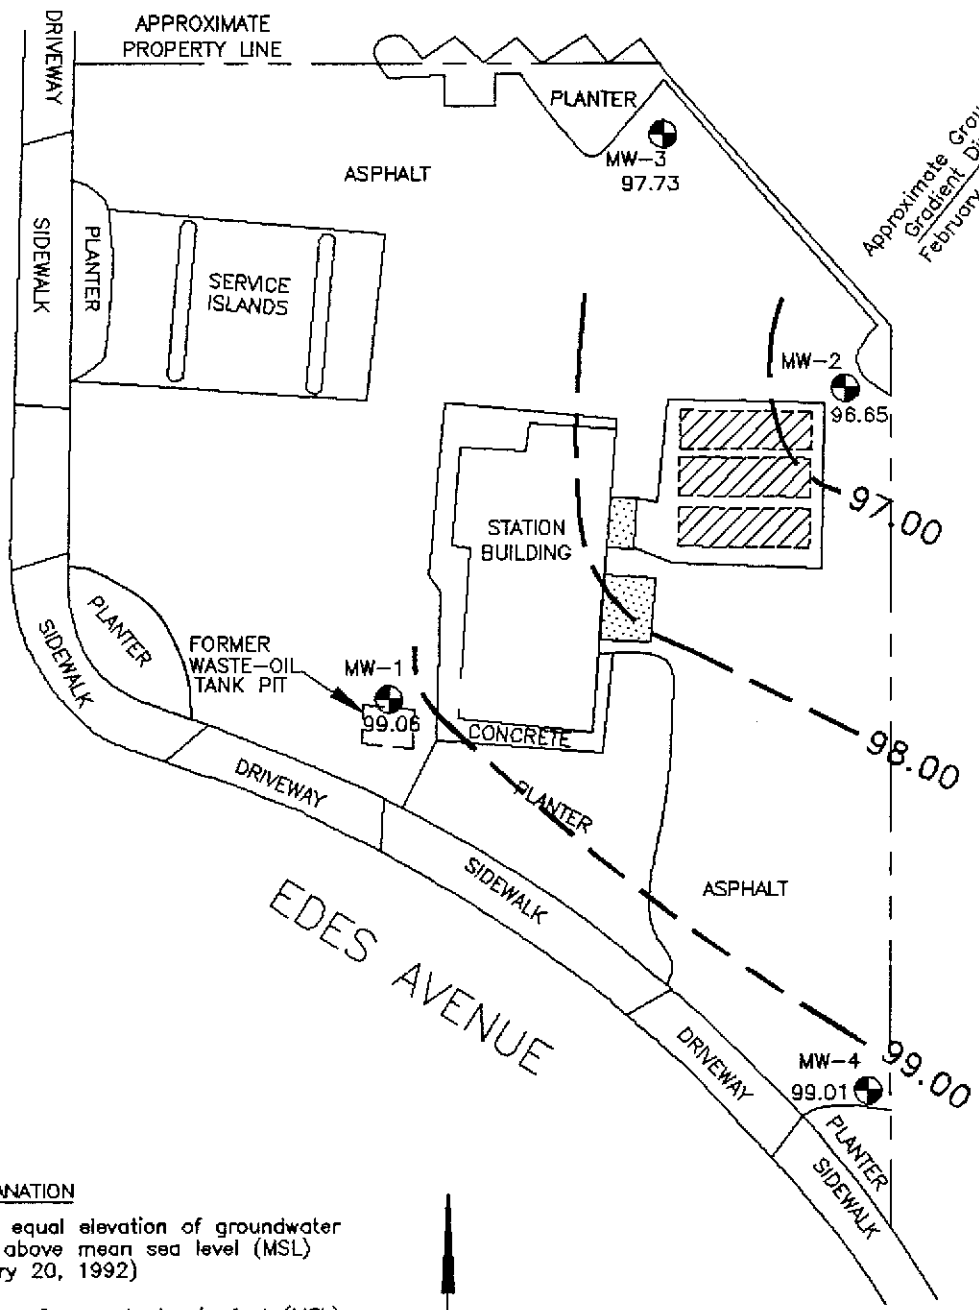 APPROXIMATE
PROPERTY LINE
DRIVEWAY
PLANTER
MW-3
97.73
ASPHALT
Approximate
Gradient
February
SIDEWALK
PLANTER
SERVICE
ISLANDS
MW-2
96.65
97.00
STATION
BUILDING
PLANTER
SIDEWALK
FORMER
WASTE-OIL
TANK PIT
MW-1
99.06
CONCRETE
98.00
DRIVEWAY
PLANTER
SIDEWALK
ASPHALT
EDES AVENUE
DRIVEWAY
MW-4
99.01
99.00
PLANTER
SIDEWALK
equal elevation of groundwater
above mean sea level (MSL)
20, 1992)